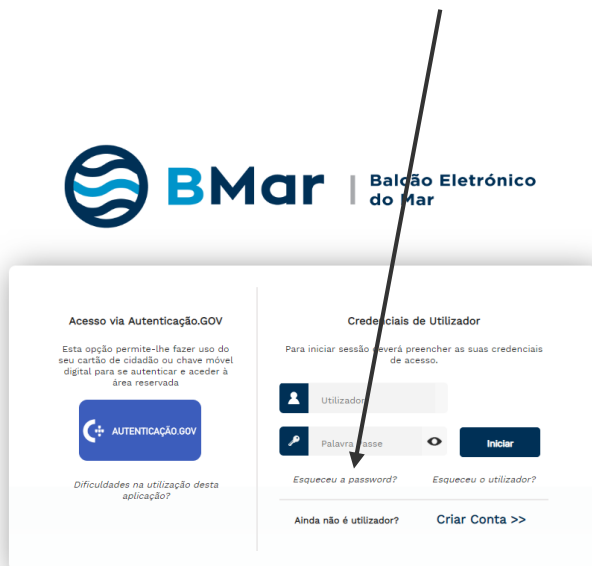 BMar | Balcão Eletrónico
do Mar
Acesso via Autenticação.GOV
Esta opção permite-lhe fazer uso do
seu cartão de cidadão ou chave móvel
digital para se autenticar e aceder à
área reservada
AUTENTICAÇÃO.GOV
Dificuldades na utilização desta
aplicação?
Credenciais de Utilizador
Para iniciar sessão deverá preencher as suas credenciais
de acesso.
Utilizador
Palavra Passe
Iniciar
Esqueceu a password?
Esqueceu o utilizador?
Ainda não é utilizador?
Criar Conta >>